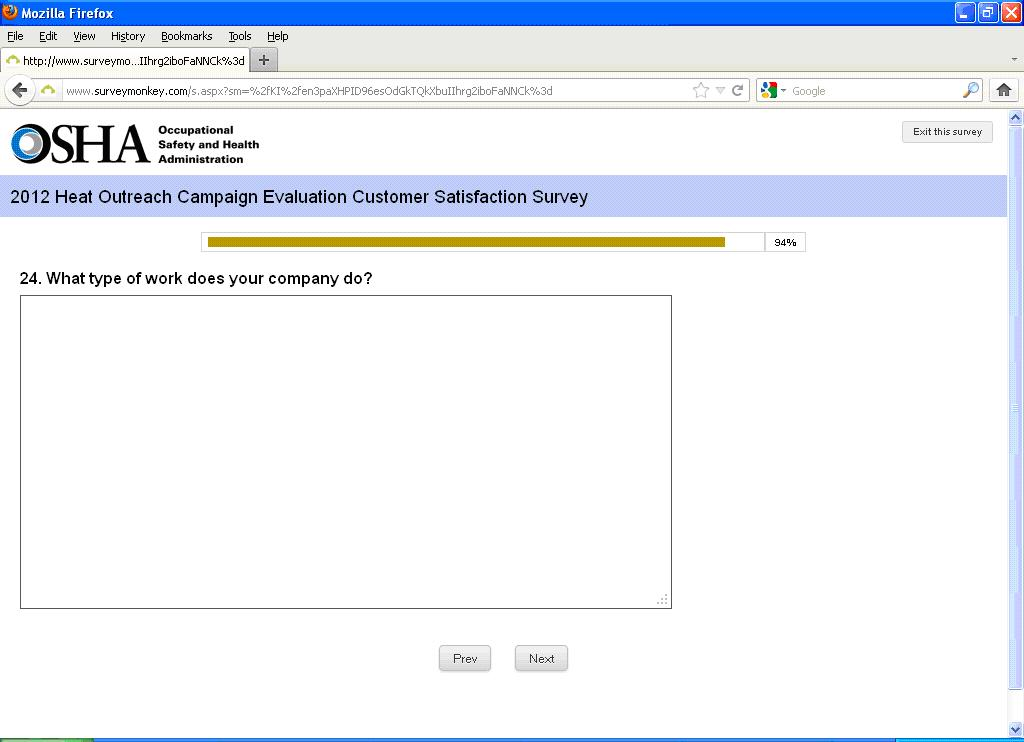 Mozilla Firefox
File Edit View History Bookmarks Tools Help
http://www.surveymo...IIhrg2iboFaNNCk%3d
www.surveymonkey.com/s.aspx?sm=%2fKI%2fen3paXHPID96esOdGkTQkXbuIIhrg2iboFaNNCk%3d
Google
OSHA
Occupational
Safety and Health
Administration
Exit this survey
2012 Heat Outreach Campaign Evaluation Customer Satisfaction Survey
94%
24. What type of work does your company do?
Prev Next